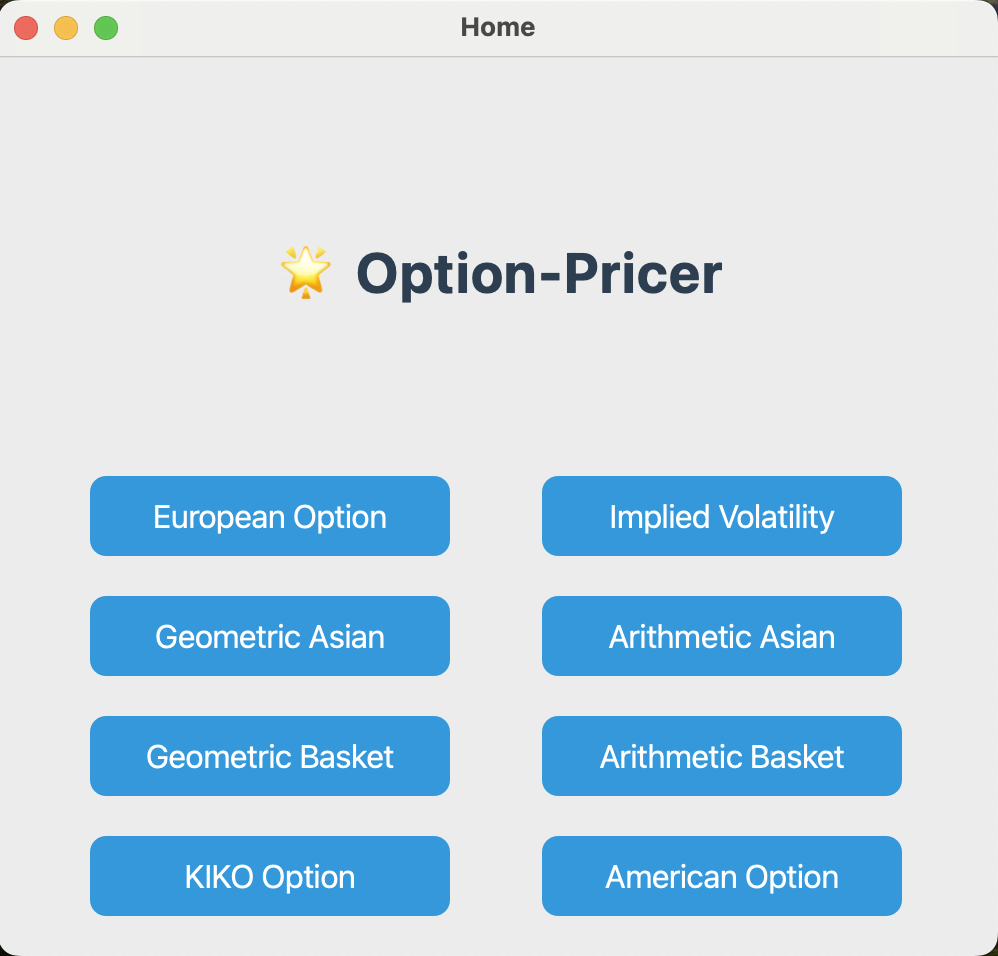 Home
🌟 Option-Pricer
European Option
Implied Volatility
Geometric Asian
Arithmetic Asian
Geometric Basket
Arithmetic Basket
KIKO Option
American Option